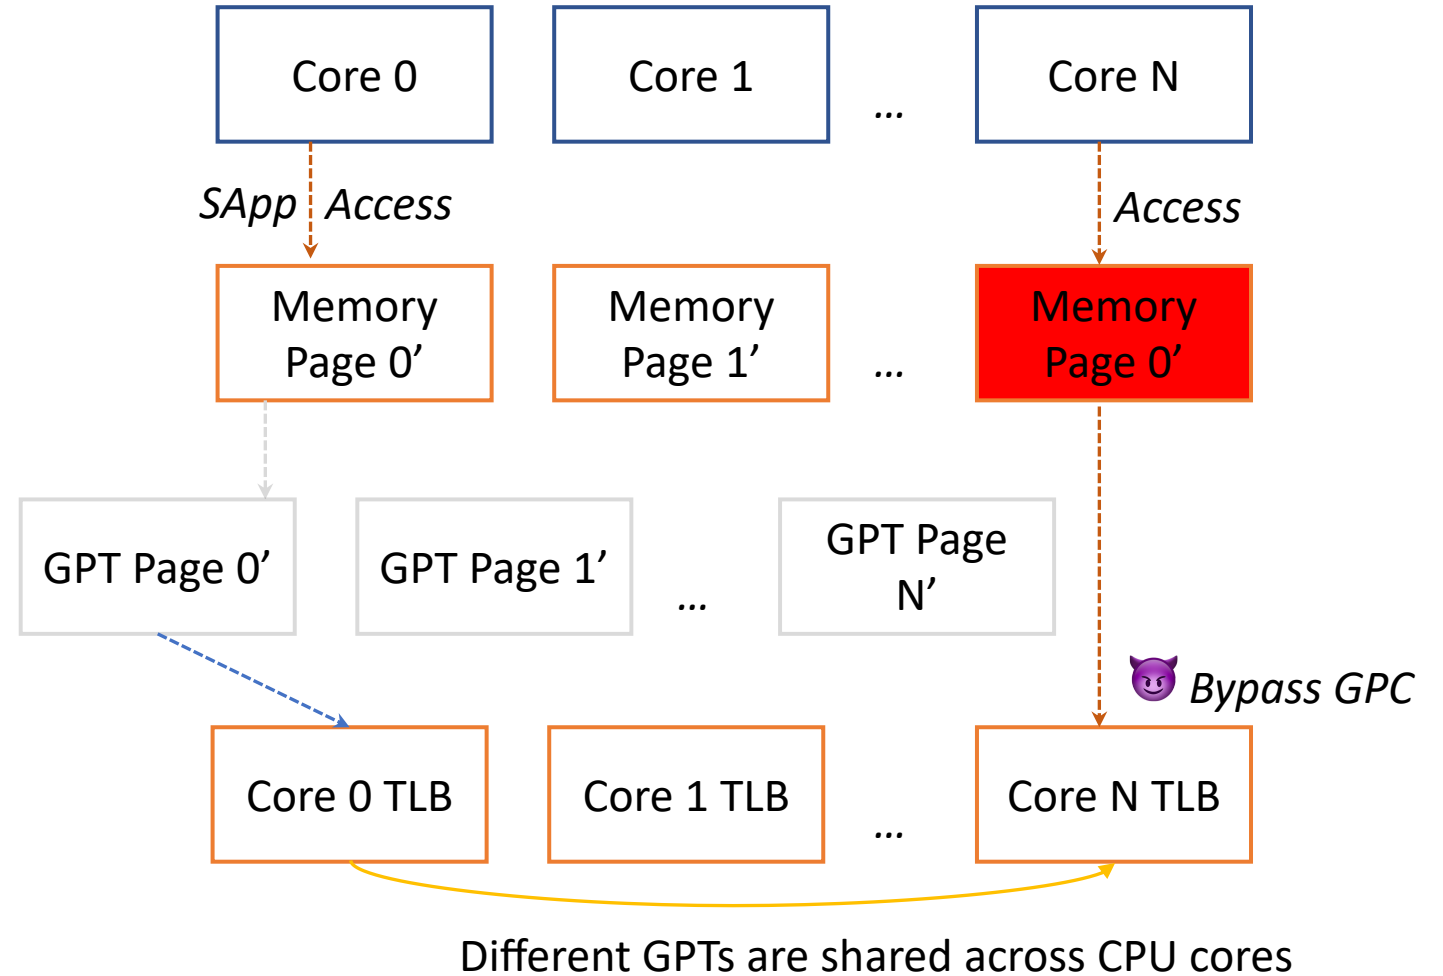 Core 0
Core 1
...
Core N
SApp
Access
Access
Memory
Page 0’
Memory
Page 1’
...
Memory
Page 0’
GPT Page 0’
GPT Page 1’
...
GPT Page
N’
Bypass GPC
Core 0 TLB
Core 1 TLB
...
Core N TLB
Different GPTs are shared across CPU cores